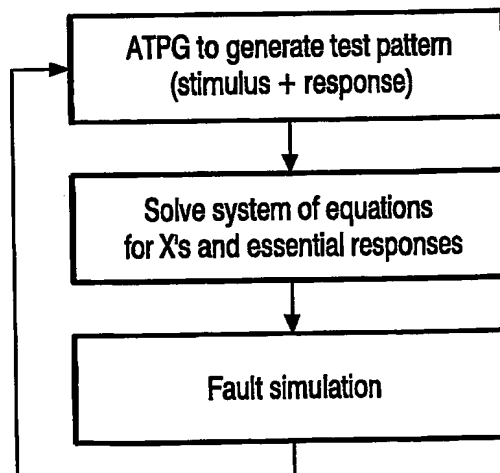 ATPG to generate test pattern
(stimulus + response)
Solve system of equations
for X's and essential responses
Fault simulation